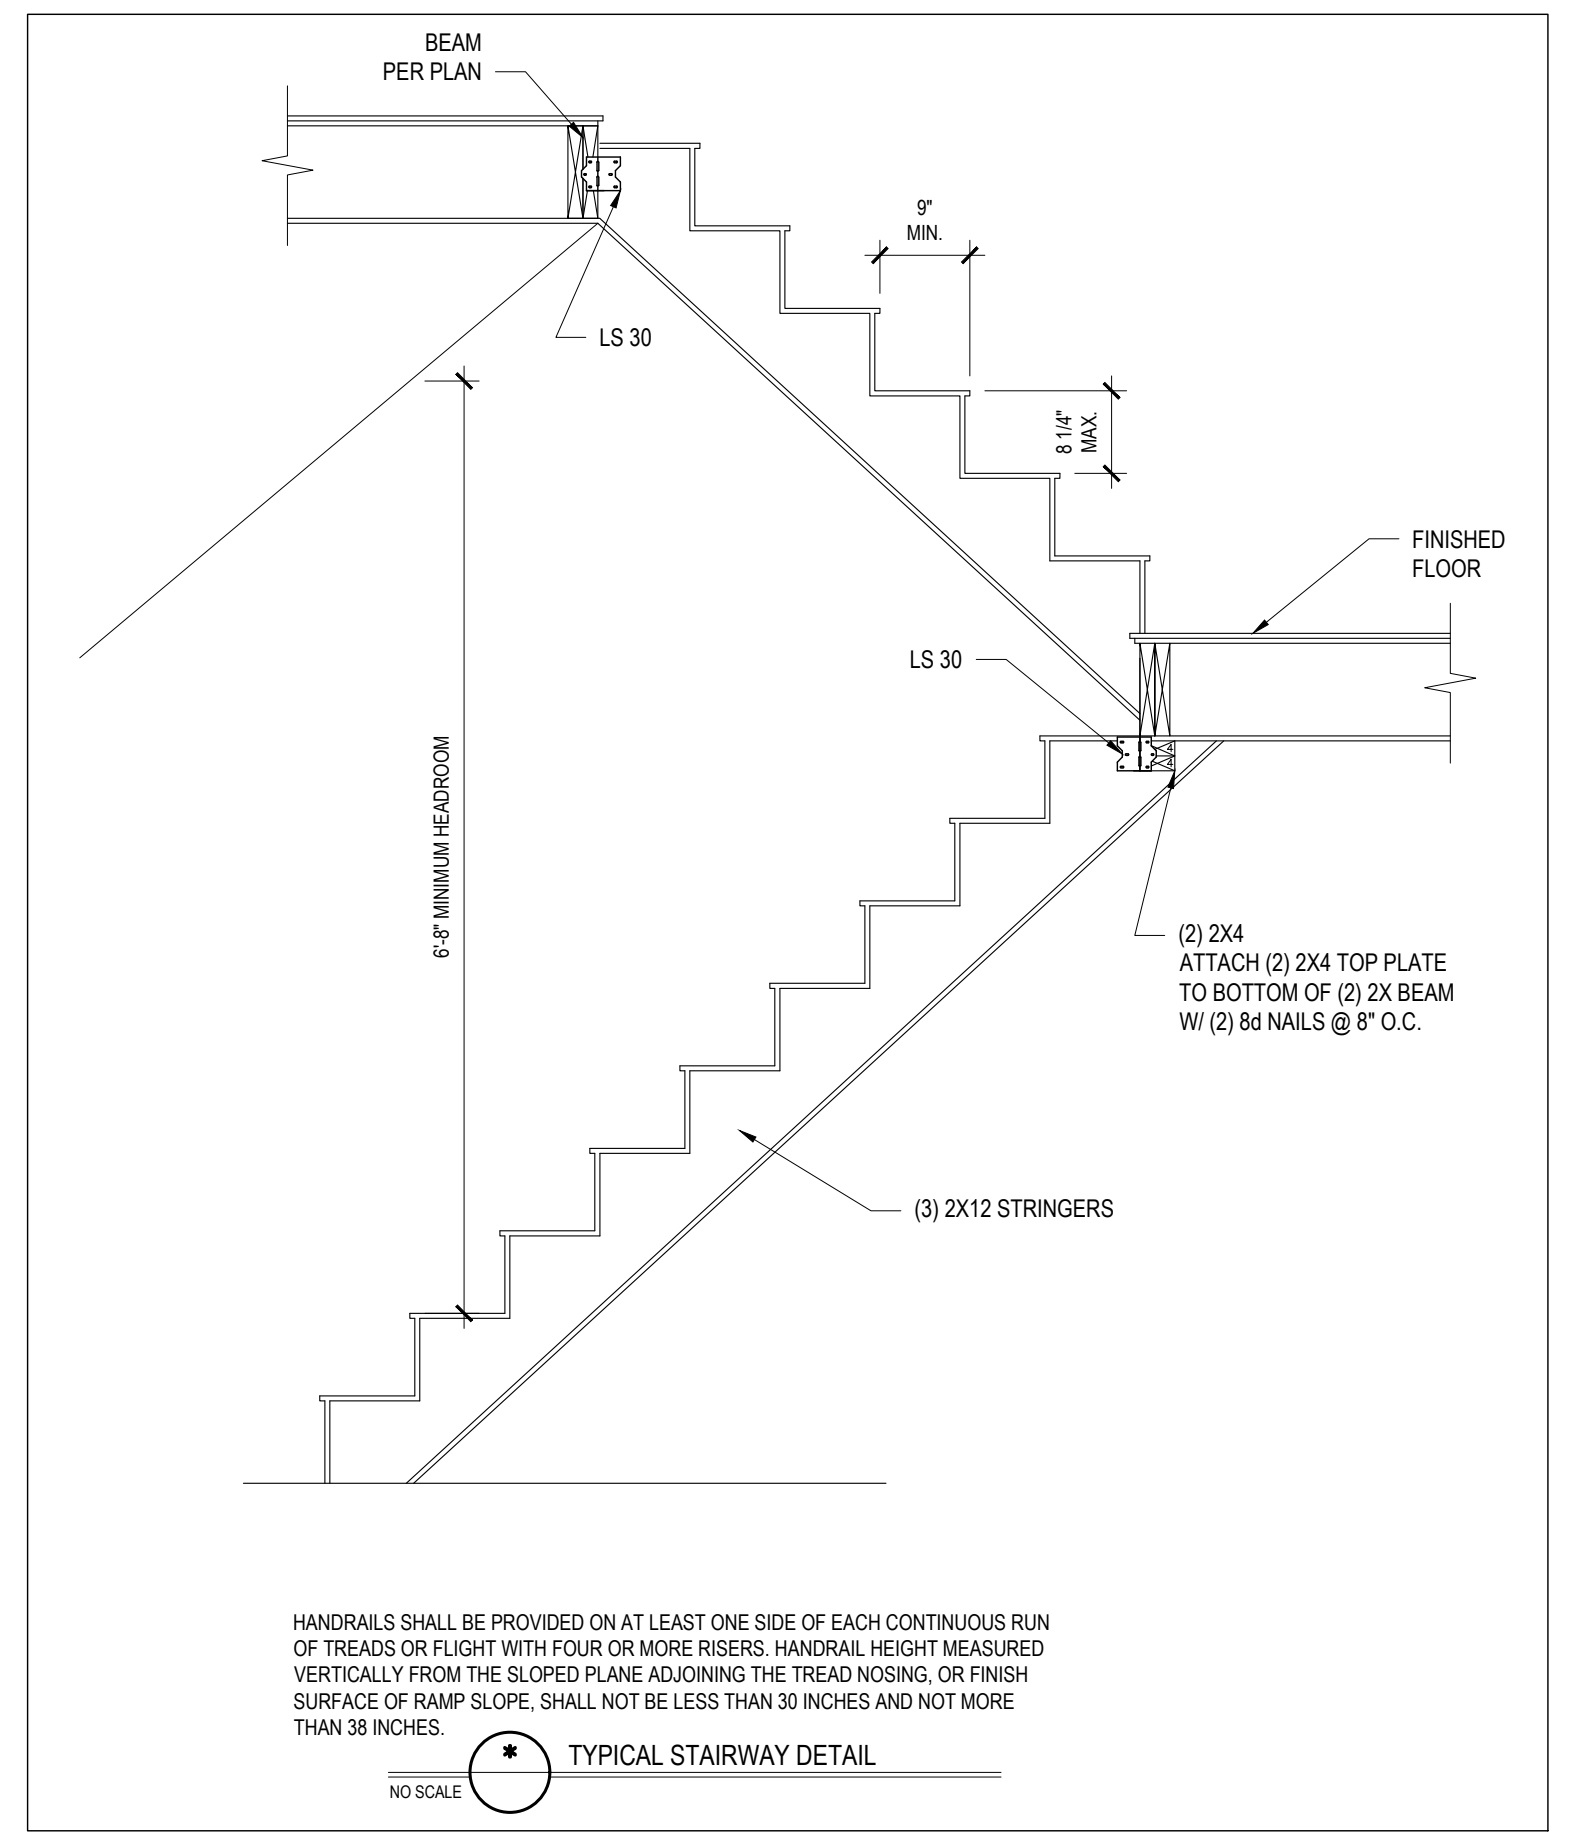 BEAM
PER PLAN
9"
MIN.
LS 30
8 1/4"
MAX.
FINISHED
FLOOR
LS 30
6'-8" MINIMUM HEADROOM
4
4
(2) 2X4
ATTACH (2) 2X4 TOP PLATE
TO BOTTOM OF (2) 2X BEAM
W/ (2) 8d NAILS @ 8" O.C.
(3) 2X12 STRINGERS
HANDRAILS SHALL BE PROVIDED ON AT LEAST ONE SIDE OF EACH CONTINUOUS RUN
OF TREADS OR FLIGHT WITH FOUR OR MORE RISERS. HANDRAIL HEIGHT MEASURED
VERTICALLY FROM THE SLOPED PLANE ADJOINING THE TREAD NOSING, OR FINISH
SURFACE OF RAMP SLOPE, SHALL NOT BE LESS THAN 30 INCHES AND NOT MORE
THAN 38 INCHES.
* TYPICAL STAIRWAY DETAIL
NO SCALE